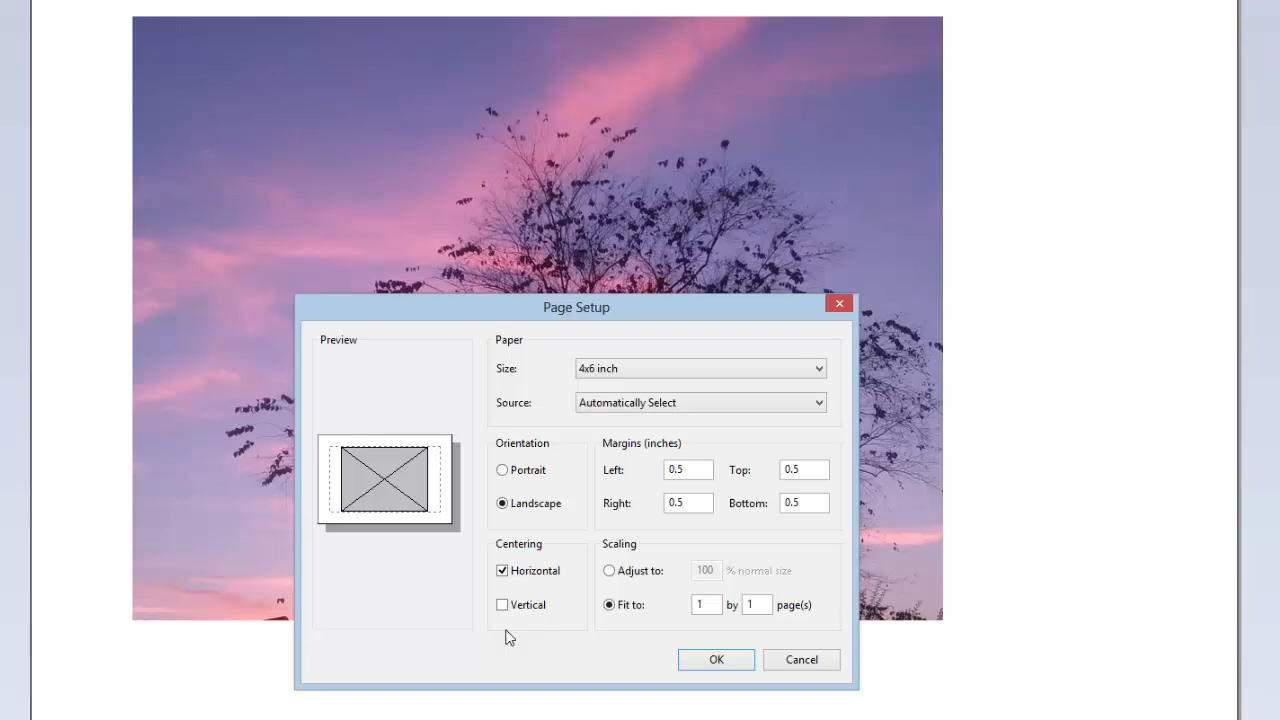 Page Setup
Preview
Paper
Size: 4x6 inch
Source: Automatically Select
Orientation
Portrait
Landscape
Margins (inches)
Left: 0.5 Top: 0.5
Right: 0.5 Bottom: 0.5
Centering
Horizontal
Vertical
Scaling
Adjust to: 100 % normal size
Fit to: 1 by 1 page(s)
OK Cancel